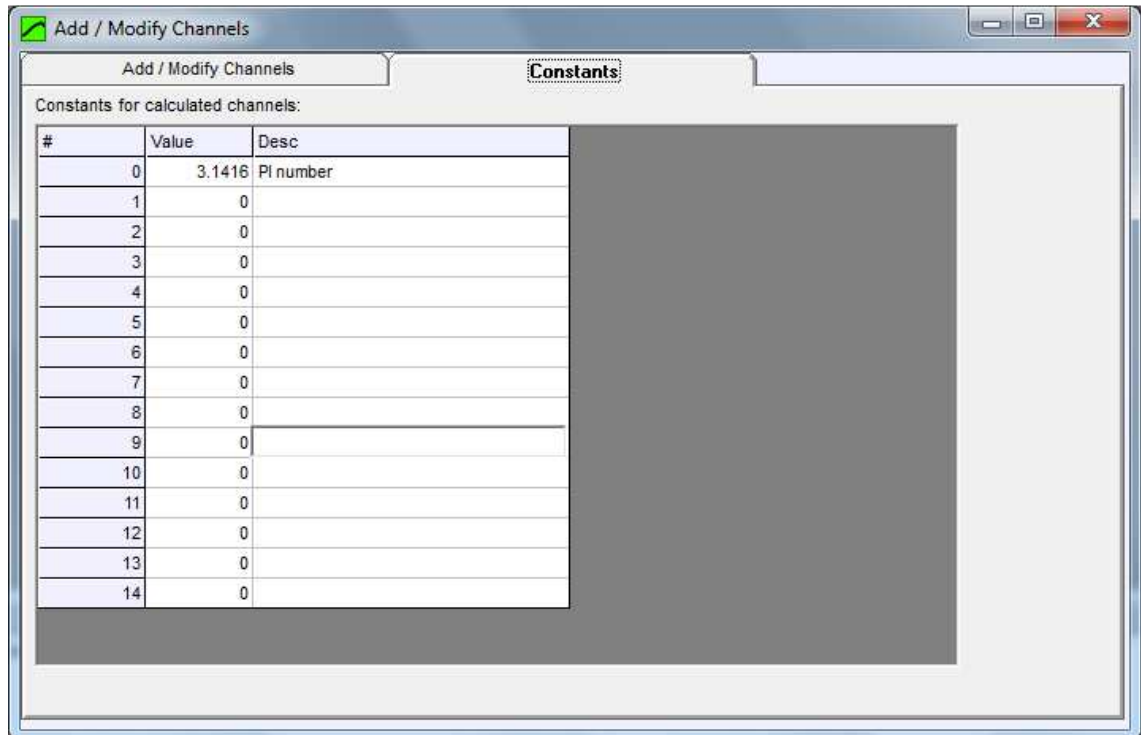 Add / Modify Channels
Add / Modify Channels Constants
Constants for calculated channels:
# Value Desc
0 3.1416 PI number
1 0
2 0
3 0
4 0
5 0
6 0
7 0
8 0
9 0
10 0
11 0
12 0
13 0
14 0